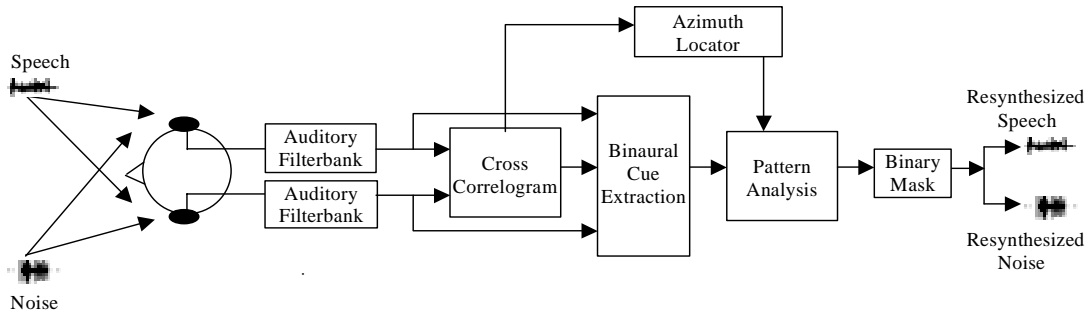 Speech
Noise
Auditory
Filterbank
Auditory
Filterbank
Cross
Correlogram
Azimuth
Locator
Binaural
Cue
Extraction
Pattern
Analysis
Binary
Mask
Resynthesized
Speech
Resynthesized
Noise